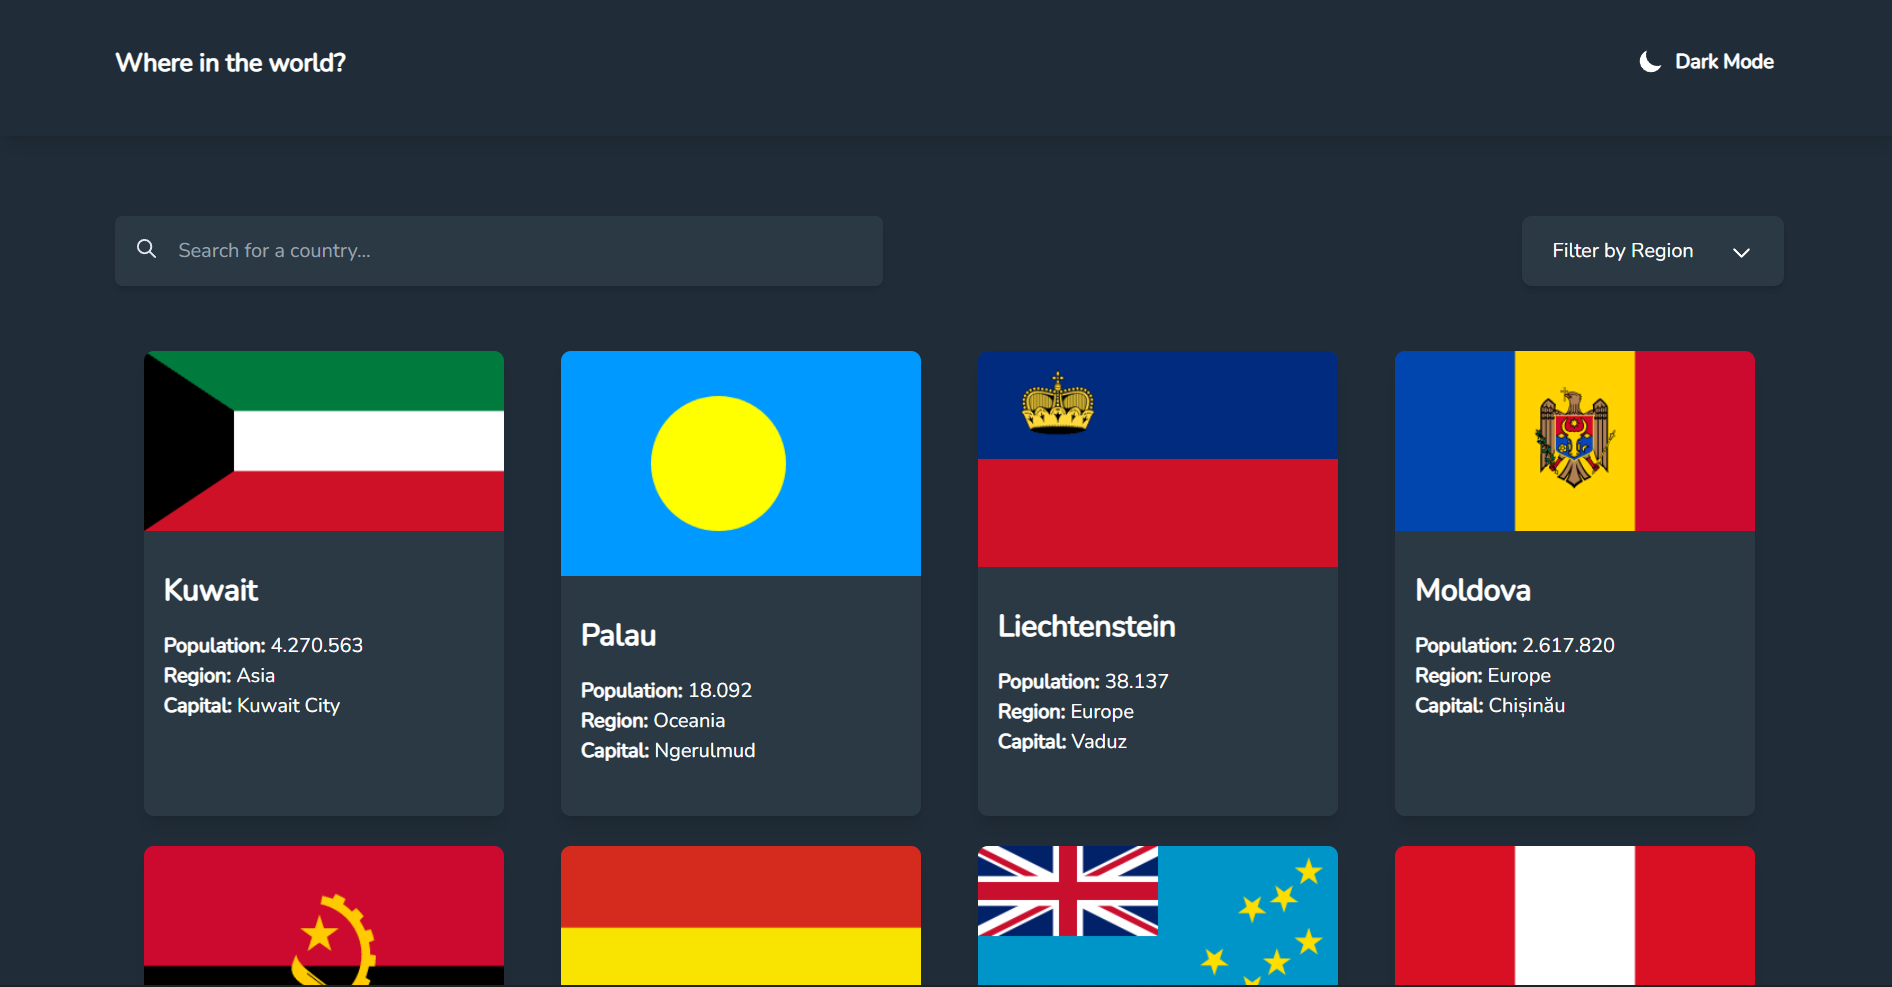 Where in the world?
Dark Mode
Search for a country...
Filter by Region
Kuwait
Population: 4.270.563
Region: Asia
Capital: Kuwait City
Palau
Population: 18.092
Region: Oceania
Capital: Ngerulmud
Liechtenstein
Population: 38.137
Region: Europe
Capital: Vaduz
Moldova
Population: 2.617.820
Region: Europe
Capital: Chișinău